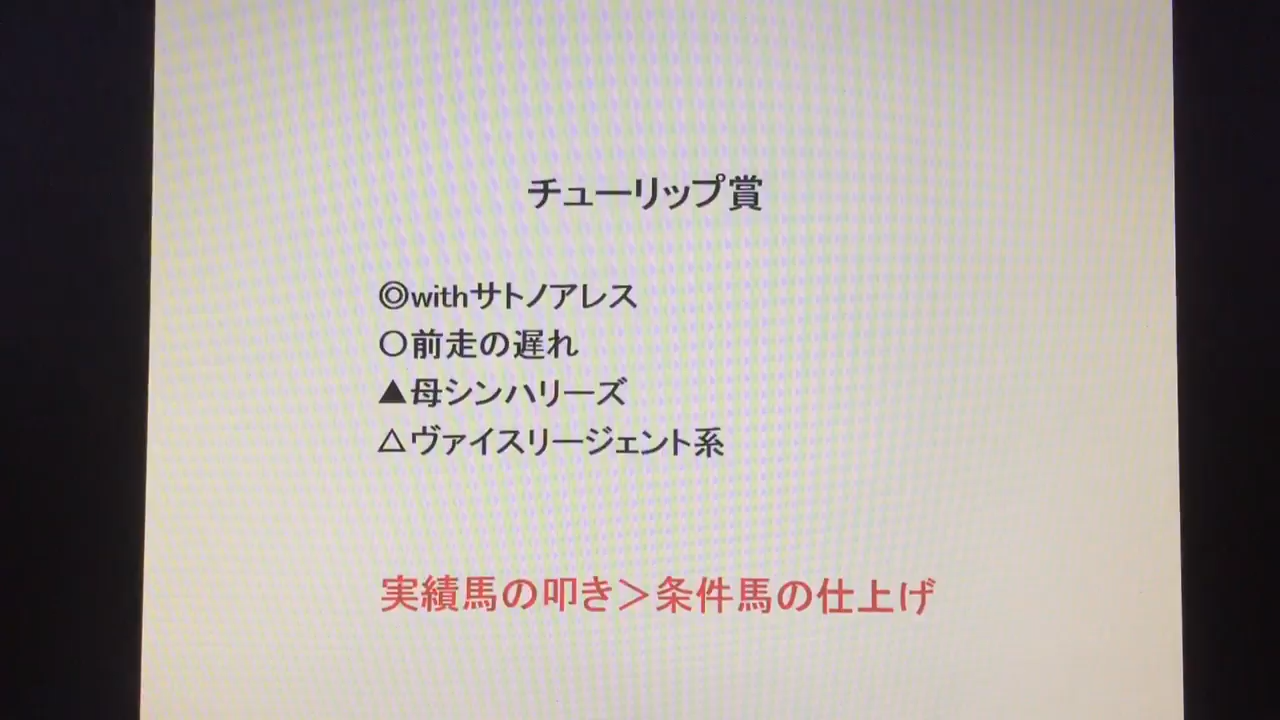 チューリップ賞
◎withサトノアレス
〇前走の遅れ
▲母シンハリーズ
△ヴァイスリージェント系
実績馬の叩き＞条件馬の仕上げ